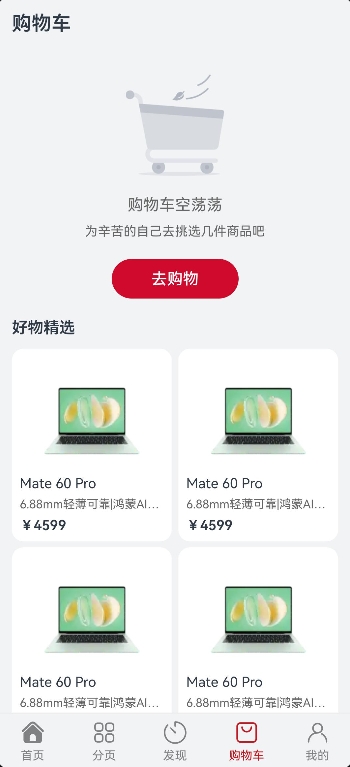 购物车
购物车空荡荡
为辛苦的自己去挑选几件商品吧
去购物
好物精选
Mate 60 Pro
6.88mm轻薄可靠|鸿蒙AI...
￥4599
Mate 60 Pro
6.88mm轻薄可靠|鸿蒙AI...
￥4599
Mate 60 Pro
6.88mm轻薄可靠|鸿蒙AI...
Mate 60 Pro
6.88mm轻薄可靠|鸿蒙AI...
首页
分页
发现
购物车
我的